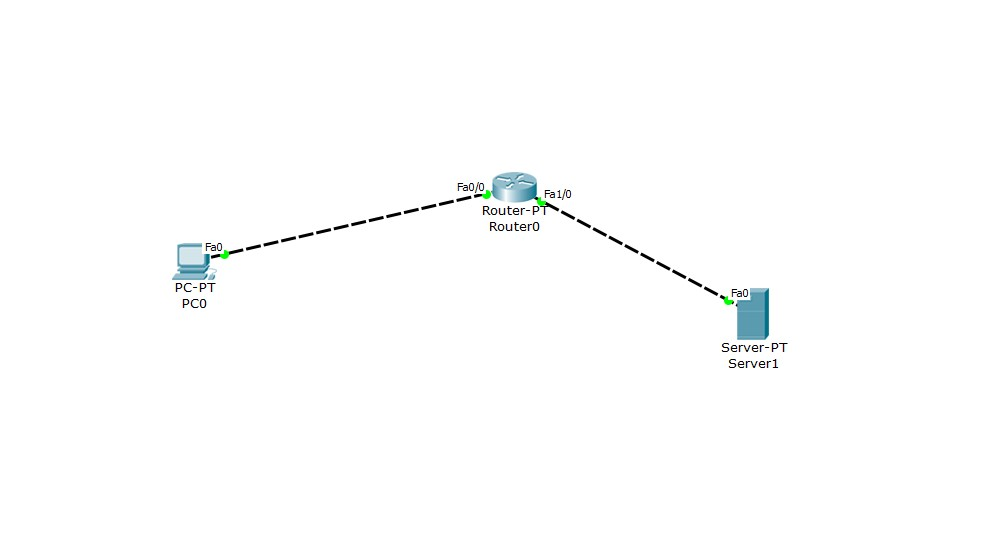 Fa0/0
Fa1/0
Router-PT
Router0
Fa0
PC-PT
PC0
Fa0
Server-PT
Server1